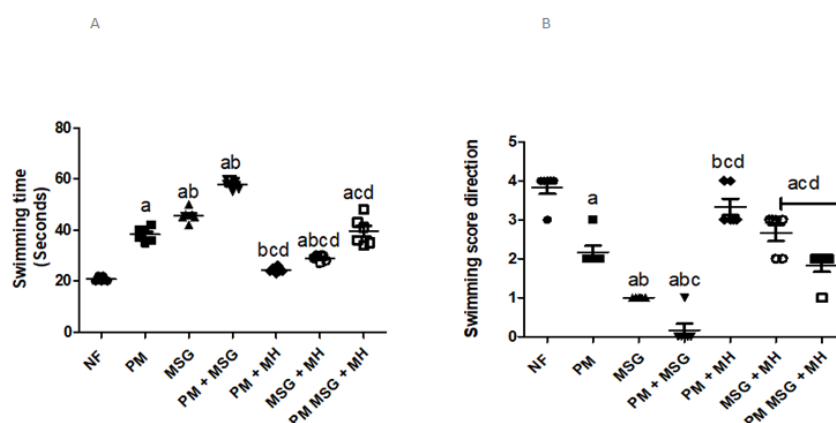 A
B
Swimming time
(Seconds)
80
60
40
20
0
a
ab
ab
bcd
abcd
acd
NF
PM
MSG
PM + MSG
PM + MH
MSG + MH
PM MSG + MH
Swimming score direction
5
4
3
2
1
0
a
ab
abc
bcd
acd
NF
PM
MSG
PM + MSG
PM + MH
MSG + MH
PM MSG + MH